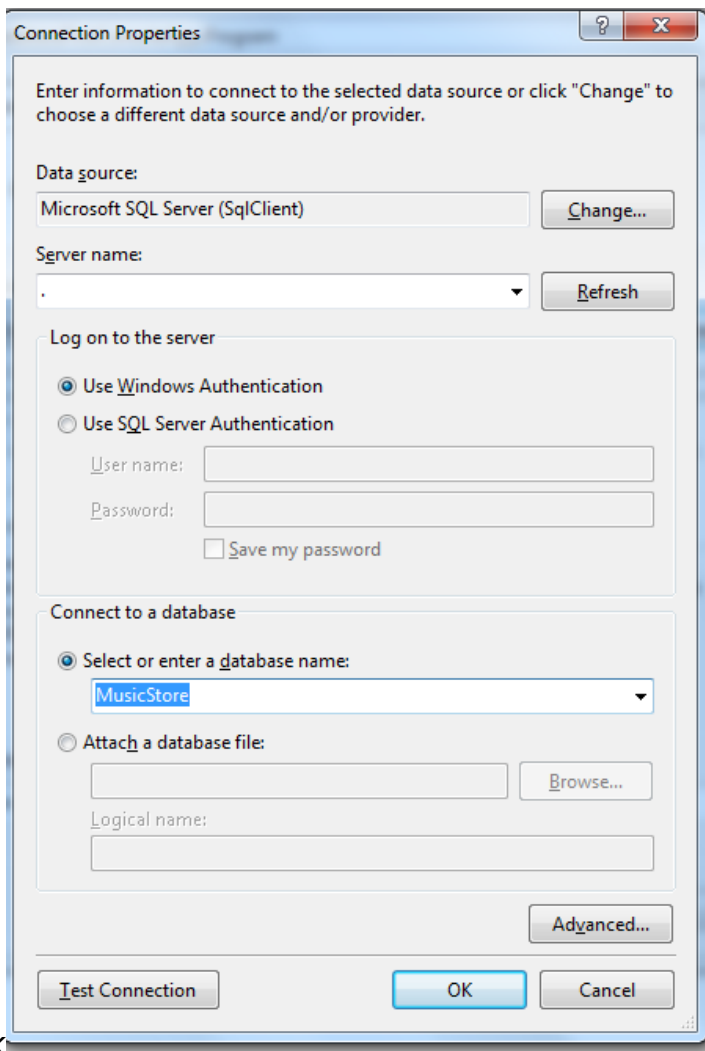 Connection Properties
Enter information to connect to the selected data source or click "Change" to
choose a different data source and/or provider.
Data source:
Microsoft SQL Server (SqlClient)
Change...
Server name:
.
Refresh
Log on to the server
Use Windows Authentication
Use SQL Server Authentication
User name:
Password:
Save my password
Connect to a database
Select or enter a database name:
MusicStore
Attach a database file:
Browse...
Logical name:
Advanced...
Test Connection
OK
Cancel